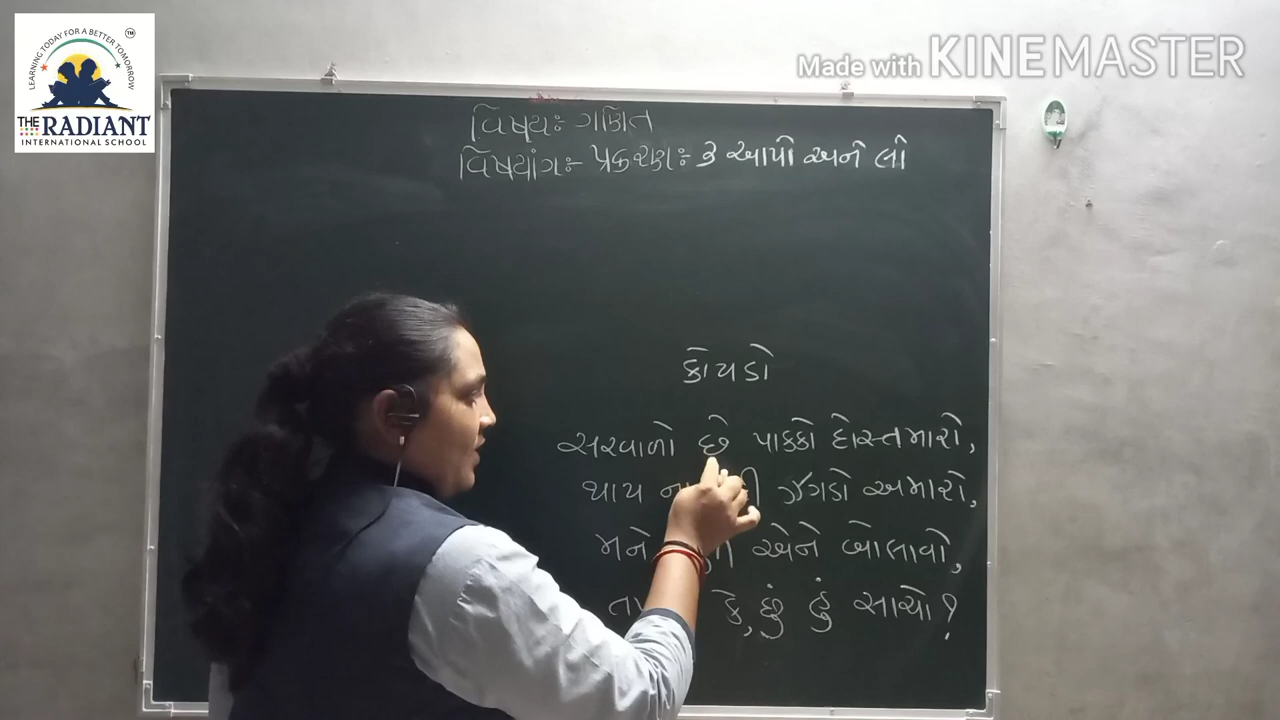 LEARNING TODAY FOR A BETTER TOMORROW
TM
THE RADIANT
INTERNATIONAL SCHOOL
Made with KINEMASTER
વિષય:- ગણિત
વિષયાંગ:- પ્રકરણ:- ૩ આપો અને લો
કોયડો
સરવાળો છે પાક્કો દોસ્ત મારો,
થાય ઝગડો અમારો,
મને એને બોલાવો,
કે, છું હું સાચો?